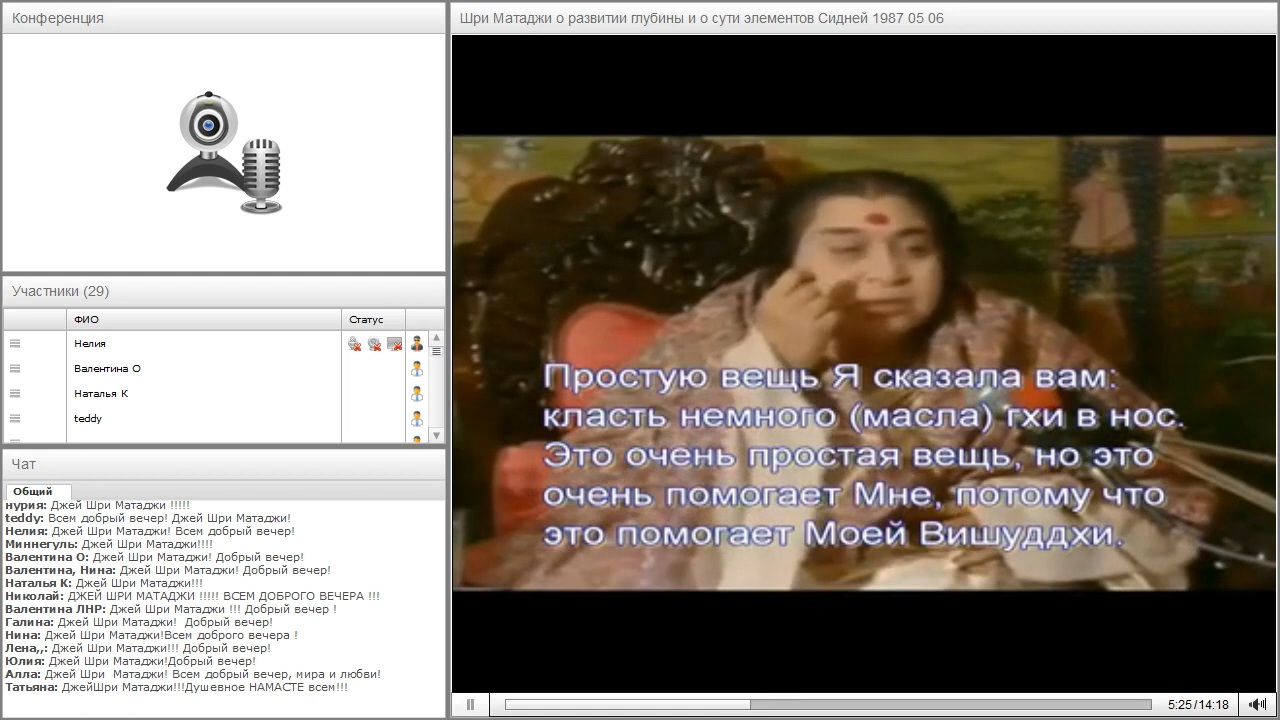 Конференция
Шри Матаджи о развитии глубины и о сути элементов Сидней 1987 05 06
Участники (29)
ФИО
Статус
Нелия
Валентина О
Наталья К
teddy
Чат
Общий
нурия: Джей Шри Матаджи !!!!!
teddy: Всем добрый вечер! Джей Шри Матаджи!
Нелия: Джей Шри Матаджи! Всем добрый вечер!
Миннегуль: Джей Шри Матаджи!!!!
Валентина О: Джей Шри Матаджи! Добрый вечер!
Валентина, Нина: Джей Шри Матаджи! Добрый вечер!
Наталья К: Джей Шри Матаджи!!!
Николай: ДЖЕЙ ШРИ МАТАДЖИ !!!!! ВСЕМ ДОБРОГО ВЕЧЕРА !!!
Валентина ЛНР: Джей Шри Матаджи !!! Добрый вечер !
Галина: Джей Шри Матаджи!  Добрый вечер!
Нина: Джей Шри Матаджи!Всем доброго вечера !
Лена,,: Джей Шри Матаджи!!! Добрый вечер!
Юлия: Джей Шри Матаджи!Добрый вечер!
Алла: Джей Шри  Матаджи! Всем добрый вечер, мира и любви!
Татьяна: ДжейШри Матаджи!!!Душевное НАМАСТЕ всем!!!
Простую вещь Я сказала вам:
класть немного (масла) гхи в нос.
Это очень простая вещь, но это
очень помогает Мне, потому что
это помогает Моей Вишуддхи.
5:25/14:18